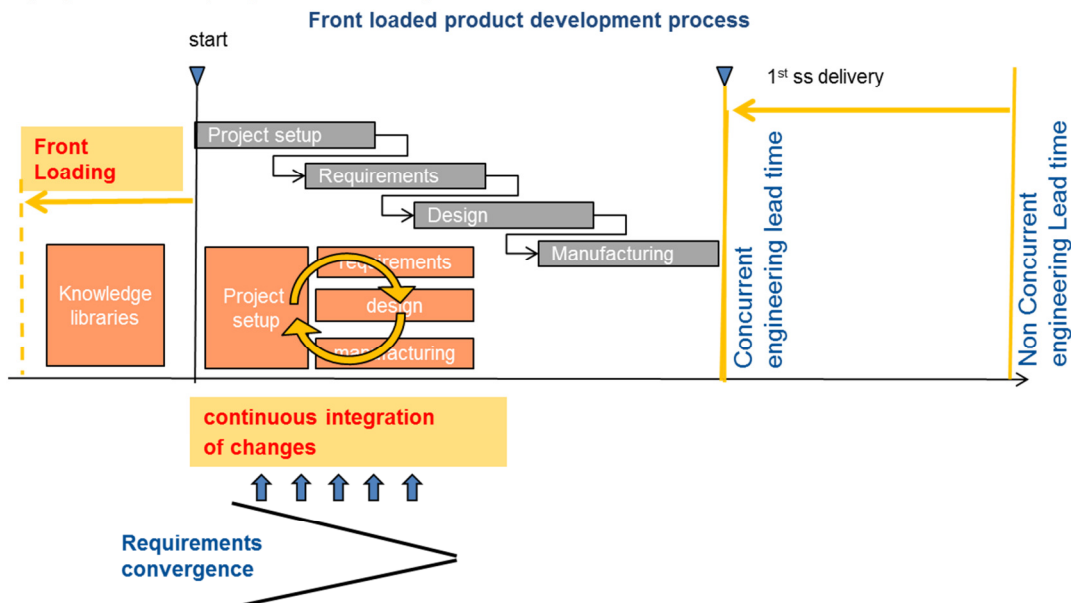 Front loaded product development process
start
1st ss delivery
Project setup
Front
Loading
Requirements
Design
Manufacturing
Knowledge
libraries
Project
setup
requirements
design
manufacturing
Concurrent
engineering lead time
Non Concurrent
engineering Lead time
continuous integration
of changes
Requirements
convergence